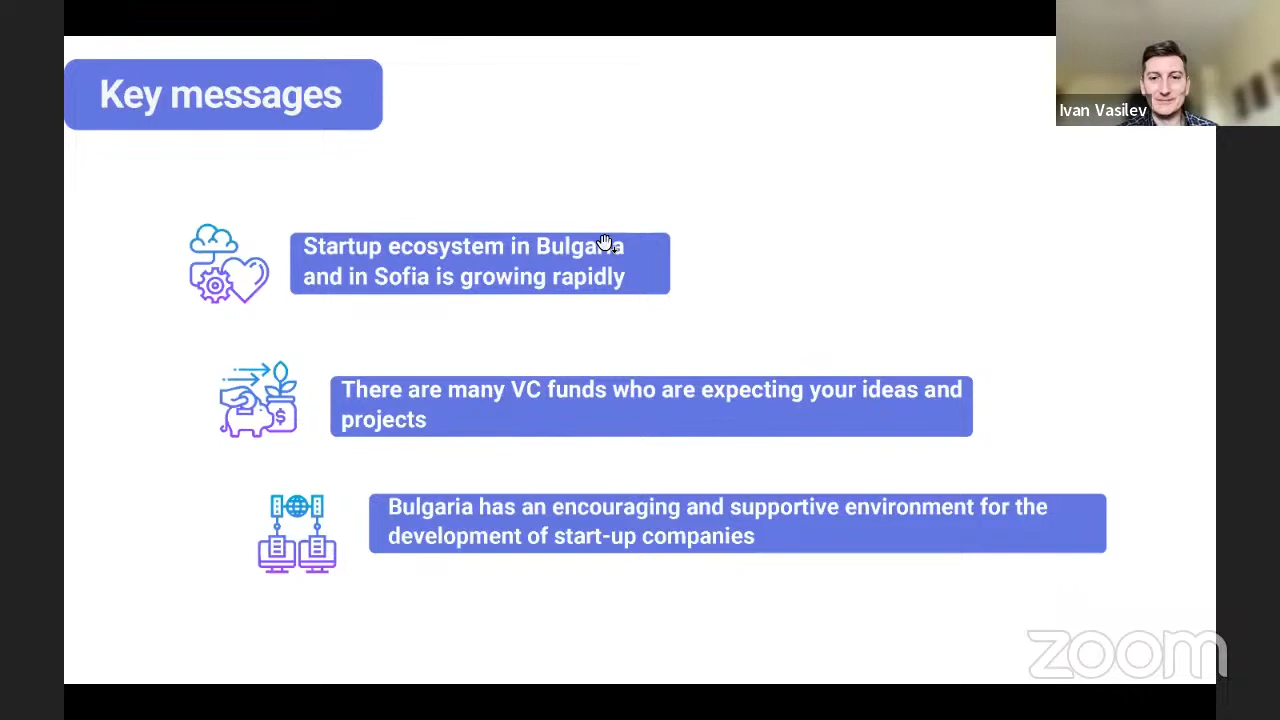 Key messages
Ivan Vasilev
Startup ecosystem in Bulgaria
and in Sofia is growing rapidly
There are many VC funds who are expecting your ideas and
projects
$
Bulgaria has an encouraging and supportive environment for the
development of start-up companies
zoom